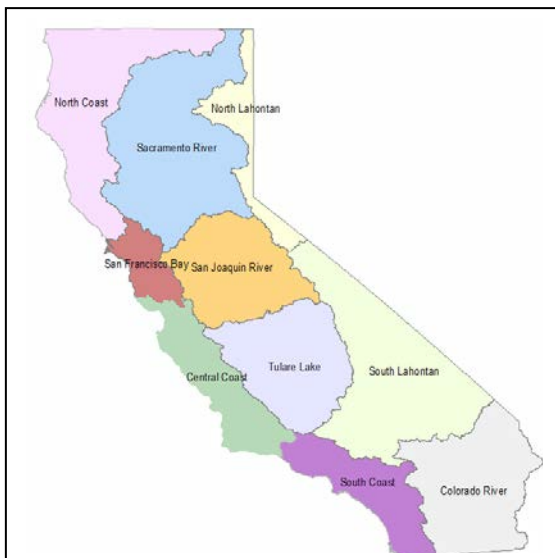 North Coast
North Lahontan
Sacramento River
San Francisco Bay
San Joaquin River
Central Coast
Tulare Lake
South Lahontan
South Coast
Colorado River